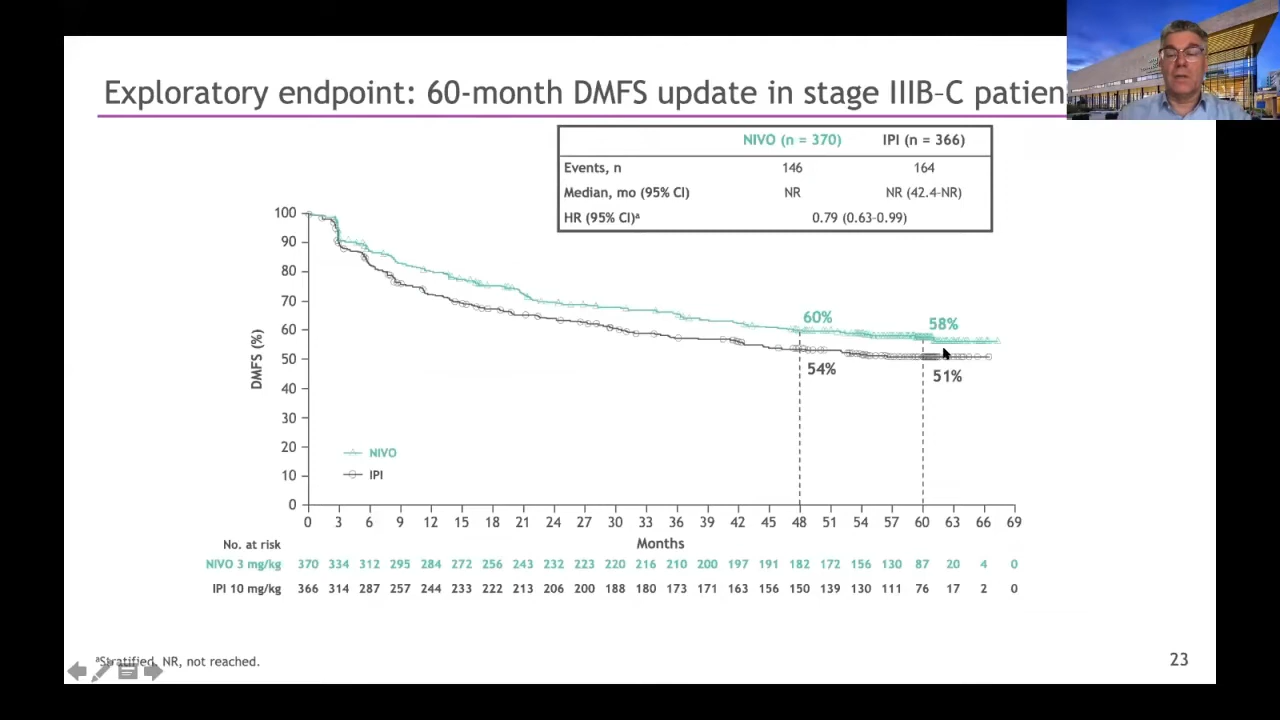 Exploratory endpoint: 60-month DMFS update in stage IIIB–C patien
NIVO (n = 370) IPI (n = 366)
Events, n 146 164
Median, mo (95% CI) NR NR (42.4–NR)
HR (95% CI)ᵃ 0.79 (0.63–0.99)
100
90
80
70
60
50
40
30
20
10
0
DMFS (%)
60%
58%
54%
51%
NIVO
IPI
0 3 6 9 12 15 18 21 24 27 30 33 36 39 42 45 48 51 54 57 60 63 66 69
Months
No. at risk
NIVO 3 mg/kg 370 334 312 295 284 272 256 243 232 223 220 216 210 200 197 191 182 172 156 130 87 20 4 0
IPI 10 mg/kg 366 314 287 257 244 233 222 213 206 200 188 180 173 171 163 156 150 139 130 111 76 17 2 0
ᵃStratified. NR, not reached.
23